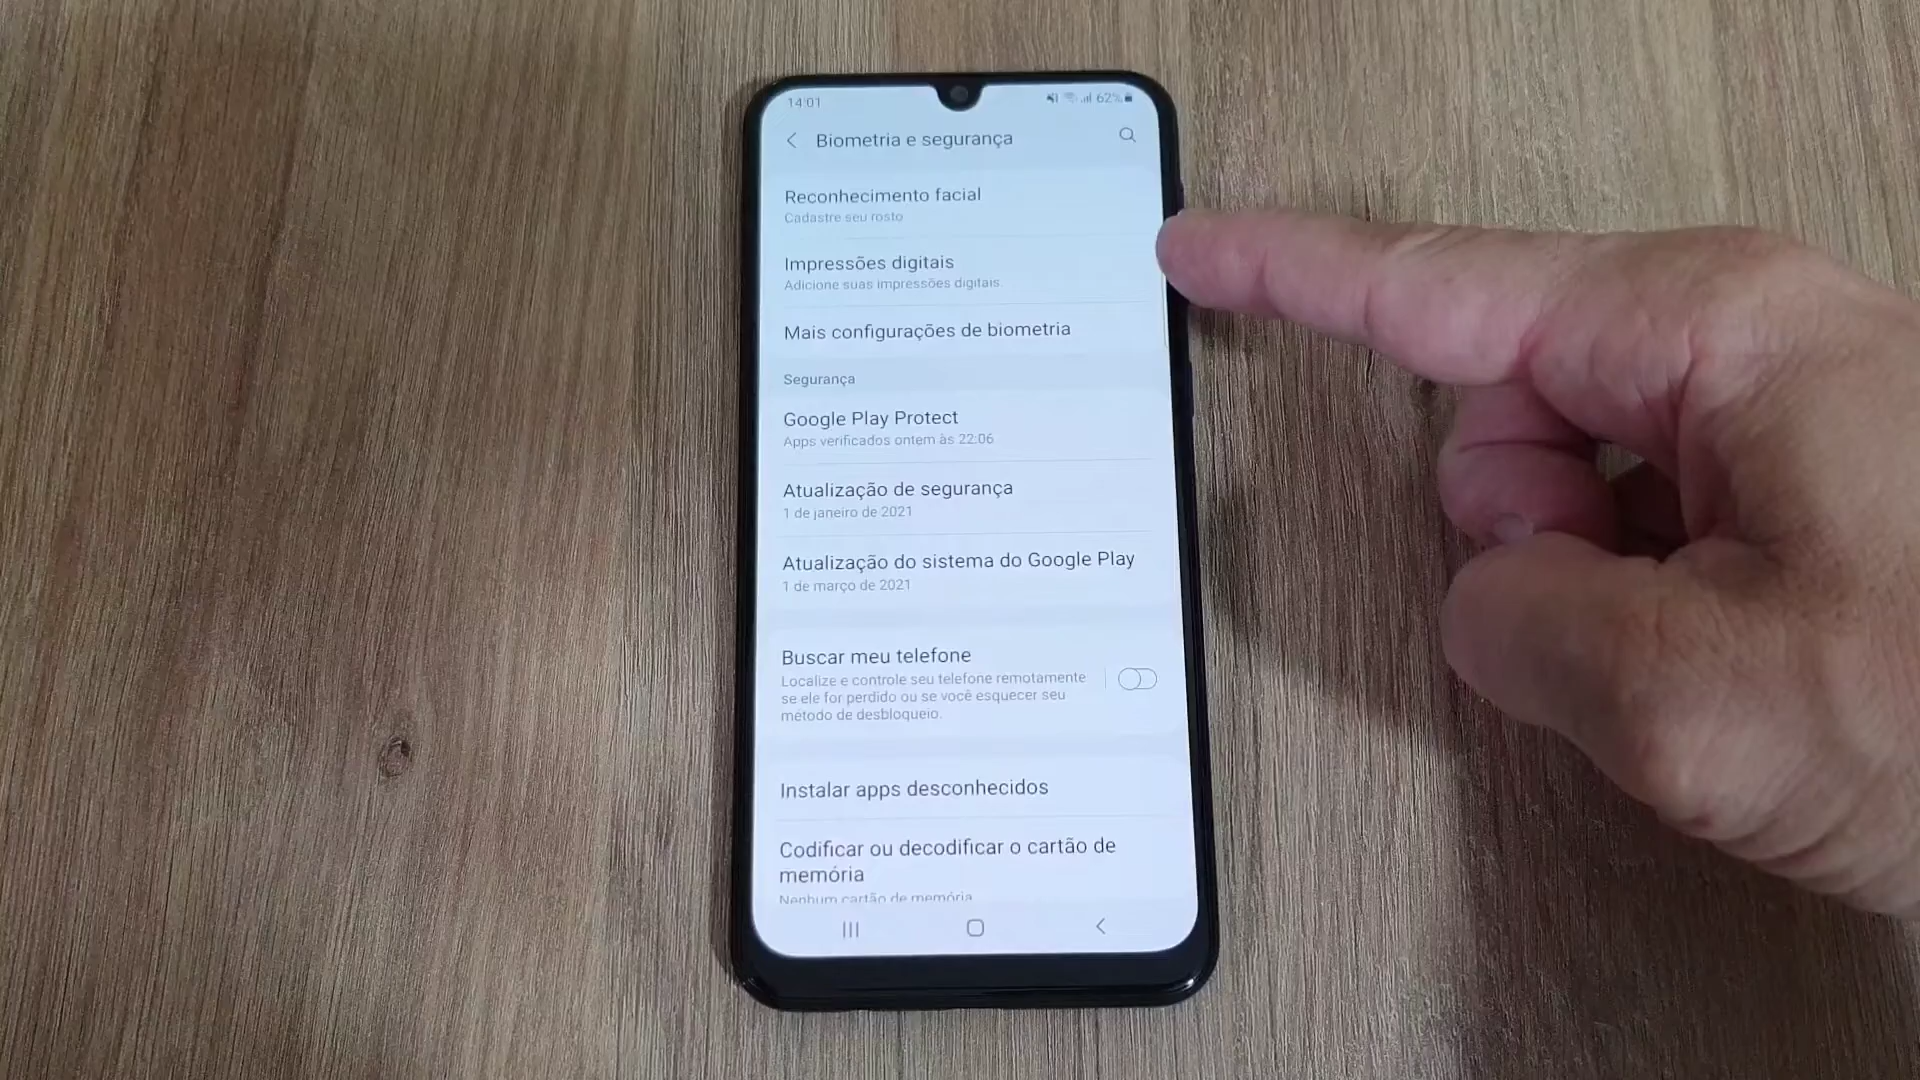 14:01
62%
Biometria e segurança
Reconhecimento facial
Cadastre seu rosto
Impressões digitais
Adicione suas impressões digitais.
Mais configurações de biometria
Segurança
Google Play Protect
Apps verificados ontem às 22:06
Atualização de segurança
1 de janeiro de 2021
Atualização do sistema do Google Play
1 de março de 2021
Buscar meu telefone
Localize e controle seu telefone remotamente
se ele for perdido ou se você esquecer seu
método de desbloqueio.
Instalar apps desconhecidos
Codificar ou decodificar o cartão de
memória
Nenhum cartão de memória